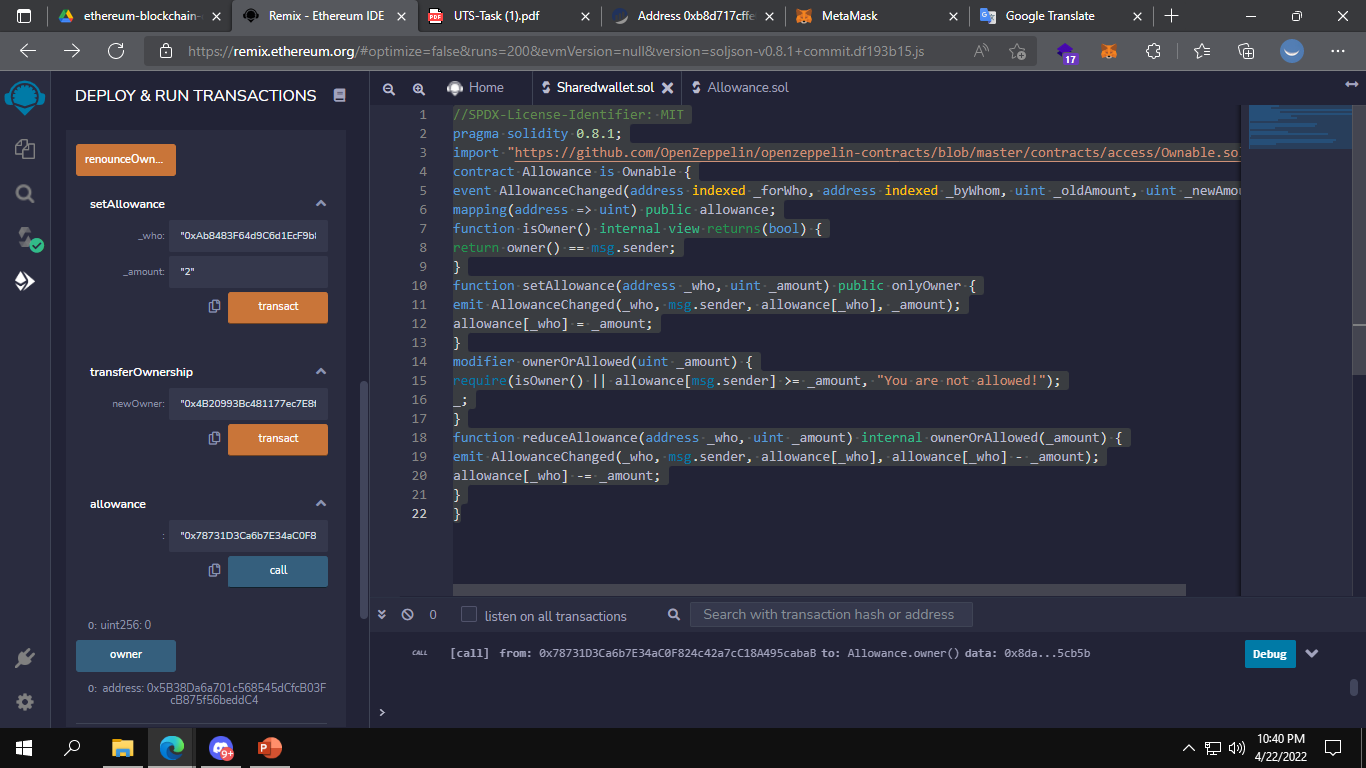 ethereum-blockchain-
Remix - Ethereum IDE
UTS-Task (1).pdf
Address 0xb8d717cffe
MetaMask
Google Translate
https://remix.ethereum.org/#optimize=false&runs=200&evmVersion=null&version=soljson-v0.8.1+commit.df193b15.js
17
DEPLOY & RUN TRANSACTIONS
renounceOwn...
setAllowance
_who:
"0xAb8483F64d9C6d1EcF9b8
_amount:
"2"
transact
transferOwnership
newOwner:
"0x4B20993Bc481177ec7E8f
transact
allowance
:
"0x78731D3Ca6b7E34aC0F8
call
0: uint256: 0
owner
0: address: 0x5B38Da6a701c568545dCfcB03F
cB875f56beddC4
Home
Sharedwallet.sol
Allowance.sol
1 //SPDX-License-Identifier: MIT
2 pragma solidity 0.8.1;
3 import "https://github.com/OpenZeppelin/openzeppelin-contracts/blob/master/contracts/access/Ownable.so
4 contract Allowance is Ownable {
5 event AllowanceChanged(address indexed _forWho, address indexed _byWhom, uint _oldAmount, uint _newAmou
6 mapping(address => uint) public allowance;
7 function isOwner() internal view returns(bool) {
8 return owner() == msg.sender;
9 }
10 function setAllowance(address _who, uint _amount) public onlyOwner {
11 emit AllowanceChanged(_who, msg.sender, allowance[_who], _amount);
12 allowance[_who] = _amount;
13 }
14 modifier ownerOrAllowed(uint _amount) {
15 require(isOwner() || allowance[msg.sender] >= _amount, "You are not allowed!");
16 _;
17 }
18 function reduceAllowance(address _who, uint _amount) internal ownerOrAllowed(_amount) {
19 emit AllowanceChanged(_who, msg.sender, allowance[_who], allowance[_who] - _amount);
20 allowance[_who] -= _amount;
21 }
22 }
0
listen on all transactions
Search with transaction hash or address
CALL
[call] from: 0x78731D3Ca6b7E34aC0F824c42a7cC18A495cabaB to: Allowance.owner() data: 0x8da...5cb5b
Debug
>
9+
10:40 PM
4/22/2022